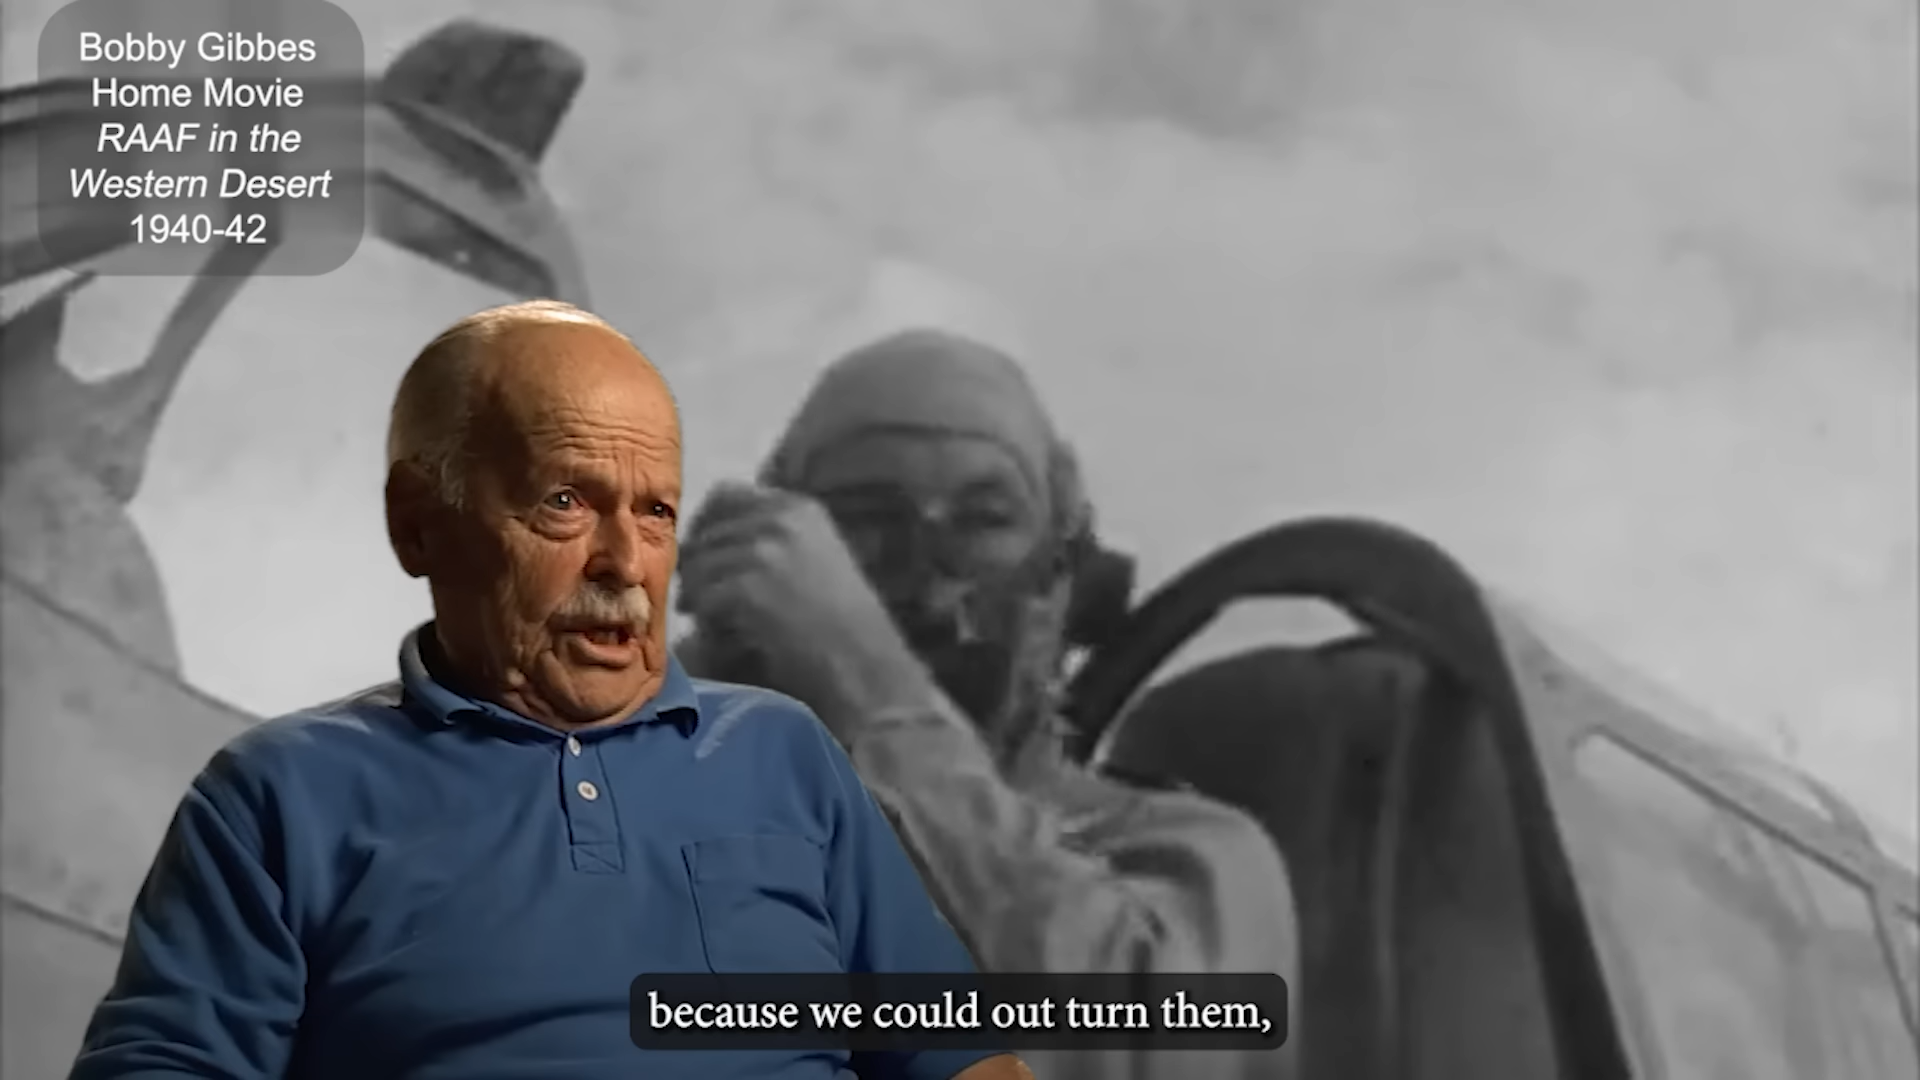 Bobby Gibbes
Home Movie
RAAF in the
Western Desert
1940-42
because we could out turn them,